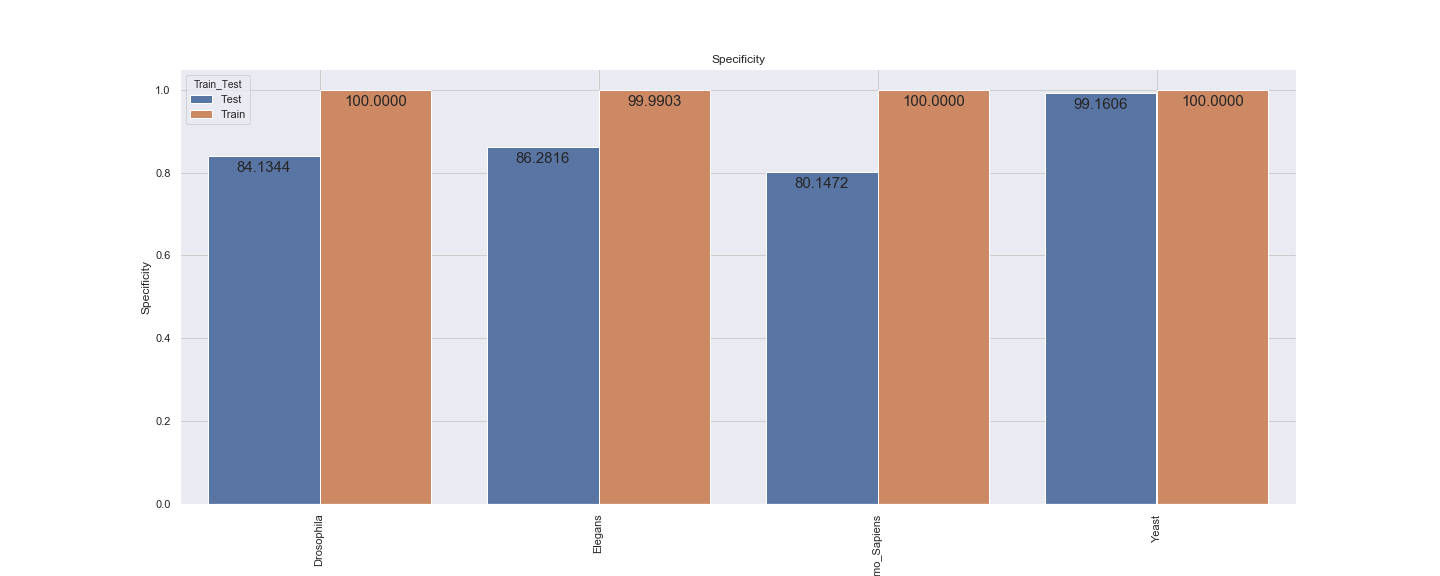 Specificity
Train_Test
Test
Train
1.0
0.8
0.6
0.4
0.2
0.0
Specificity
84.1344
100.0000
86.2816
99.9903
80.1472
100.0000
99.1606
100.0000
Drosophila
Elegans
mo_Sapiens
Yeast